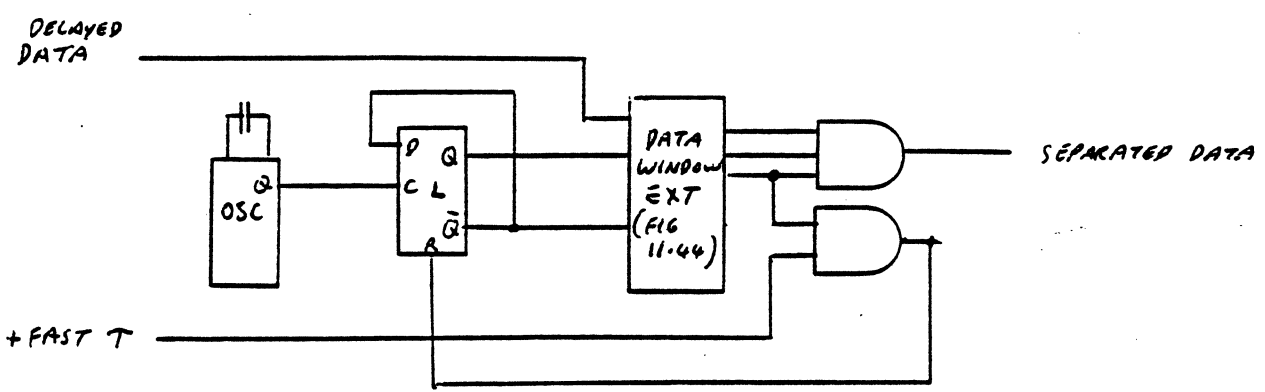 DELAYED
DATA
D
Q
C
L
Q̄
R
Q
OSC
DATA
WINDOW
EXT
(FIG
11.44)
SEPARATED DATA
+FAST ↑